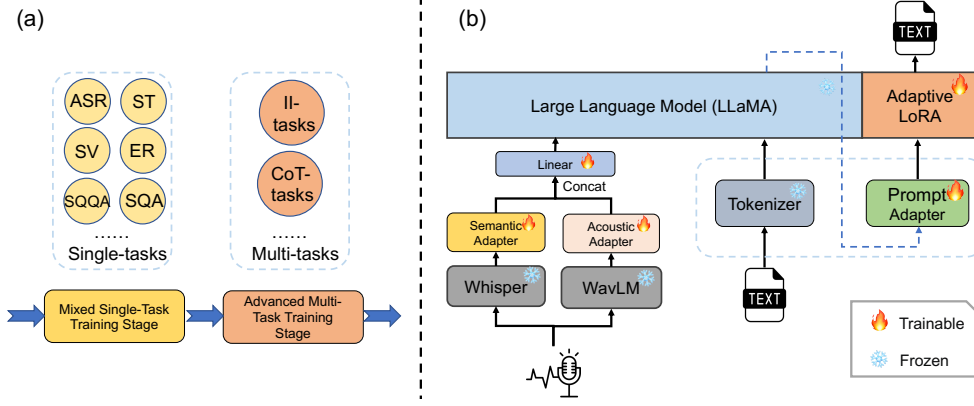 (a)
ASR
ST
SV
ER
SQQA
SQA
......
Single-tasks
II-
tasks
CoT-
tasks
......
Multi-tasks
Mixed Single-Task
Training Stage
Advanced Multi-
Task Training
Stage
(b)
TEXT
Large Language Model (LLaMA)
Adaptive
LoRA
Linear
Concat
Semantic
Adapter
Acoustic
Adapter
Whisper
WavLM
Tokenizer
Prompt
Adapter
TEXT
Trainable
Frozen